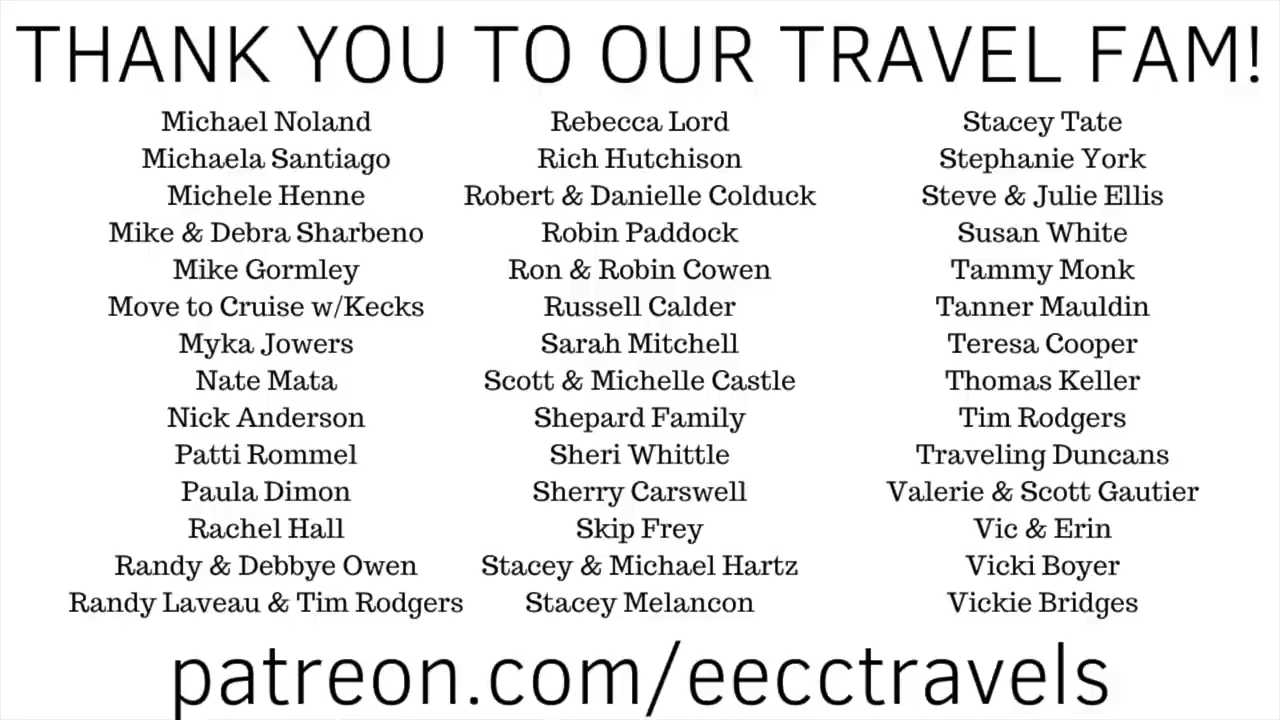 THANK YOU TO OUR TRAVEL FAM!
Michael Noland
Michaela Santiago
Michele Henne
Mike & Debra Sharbeno
Mike Gormley
Move to Cruise w/Kecks
Myka Jowers
Nate Mata
Nick Anderson
Patti Rommel
Paula Dimon
Rachel Hall
Randy & Debbye Owen
Randy Laveau & Tim Rodgers
Rebecca Lord
Rich Hutchison
Robert & Danielle Colduck
Robin Paddock
Ron & Robin Cowen
Russell Calder
Sarah Mitchell
Scott & Michelle Castle
Shepard Family
Sheri Whittle
Sherry Carswell
Skip Frey
Stacey & Michael Hartz
Stacey Melancon
Stacey Tate
Stephanie York
Steve & Julie Ellis
Susan White
Tammy Monk
Tanner Mauldin
Teresa Cooper
Thomas Keller
Tim Rodgers
Traveling Duncans
Valerie & Scott Gautier
Vic & Erin
Vicki Boyer
Vickie Bridges
patreon.com/eecctravels